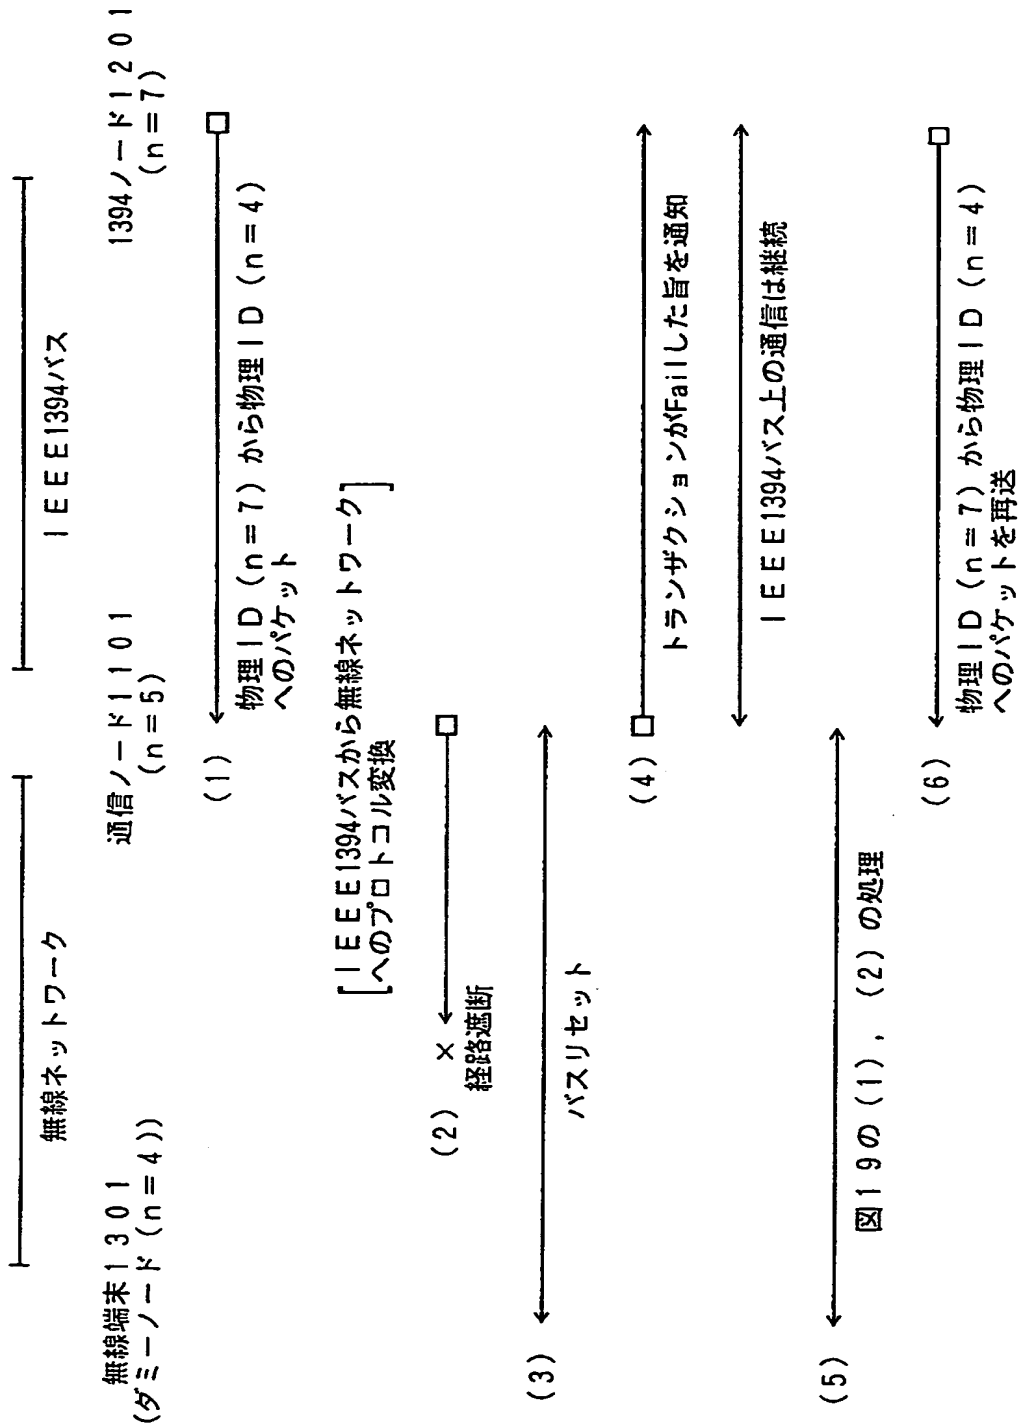 無線ネットワーク
IEEE1394バス
無線端末1301
(ダミーノード(n=4))
通信ノード1101
(n=5)
1394ノード1201
(n=7)
(1)
物理ID(n=7)から物理ID(n=4)
へのパケット
[IEEE1394バスから無線ネットワーク
へのプロトコル変換]
(2)
×
経路遮断
(3)
バスリセット
(4)
トランザクションがFailした旨を通知
IEEE1394バス上の通信は継続
(5)
図19の(1),(2)の処理
(6)
物理ID(n=7)から物理ID(n=4)
へのパケットを再送